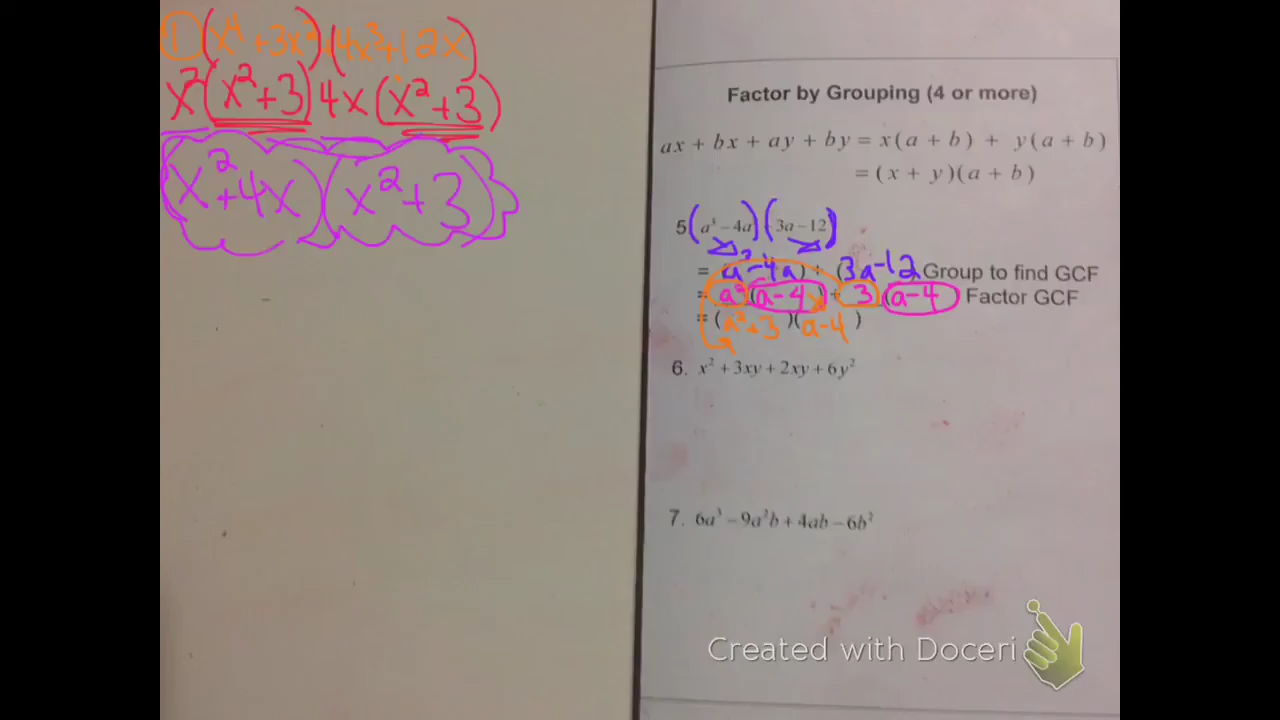 ① (x⁴ + 3x²) + (4x³ + 12x)
x² (x² + 3) 4x (x² + 3)
(x² + 4x) (x² + 3)
Factor by Grouping (4 or more)
ax + bx + ay + by = x(a + b) + y(a + b)
= (x + y)(a + b)
5 (a³ – 4a) (3a – 12)
= (a³ – 4a) + (3a – 12 Group to find GCF
= a² (a – 4) + 3 (a – 4) Factor GCF
= (a² + 3)(a – 4)
6. x² + 3xy + 2xy + 6y²
7. 6a³ – 9a²b + 4ab – 6b²
Created with Doceri